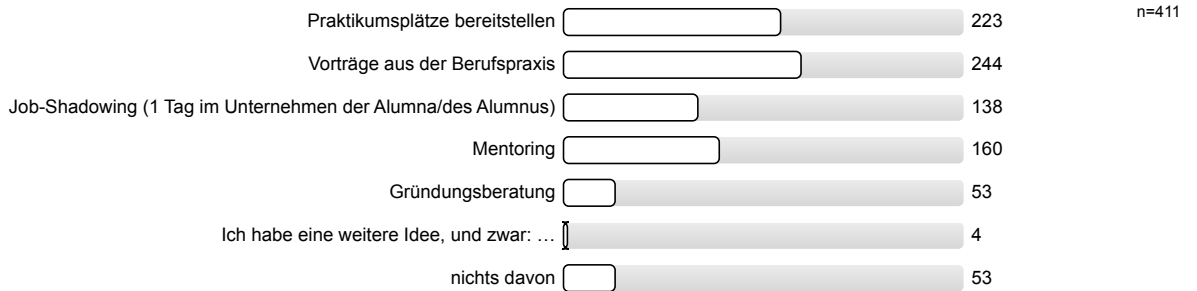 Praktikumsplätze bereitstellen 223 n=411
Vorträge aus der Berufspraxis 244
Job-Shadowing (1 Tag im Unternehmen der Alumna/des Alumnus) 138
Mentoring 160
Gründungsberatung 53
Ich habe eine weitere Idee, und zwar: … 4
nichts davon 53